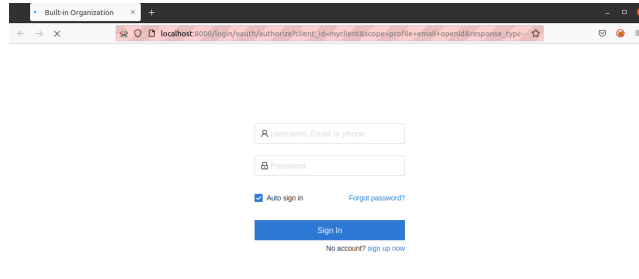 Built-in Organization
localhost:8000/login/oauth/authorize?client_id=myclient&scope=profile+email+openid&response_type
username, Email or phone
Password
Auto sign in Forgot password?
Sign In
No account? sign up now